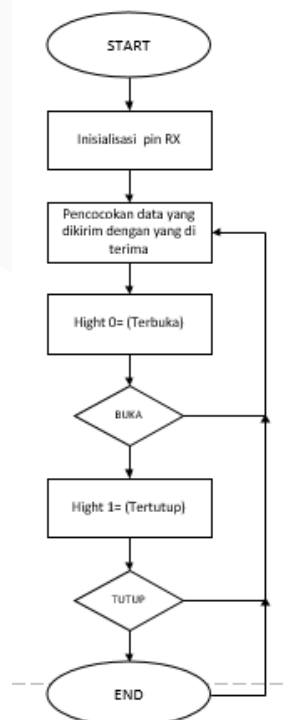 START
Inisialisasi pin RX
Pencocokan data yang
dikirim dengan yang di
terima
Hight 0= (Terbuka)
BUKA
Hight 1= (Tertutup)
TUTUP
END